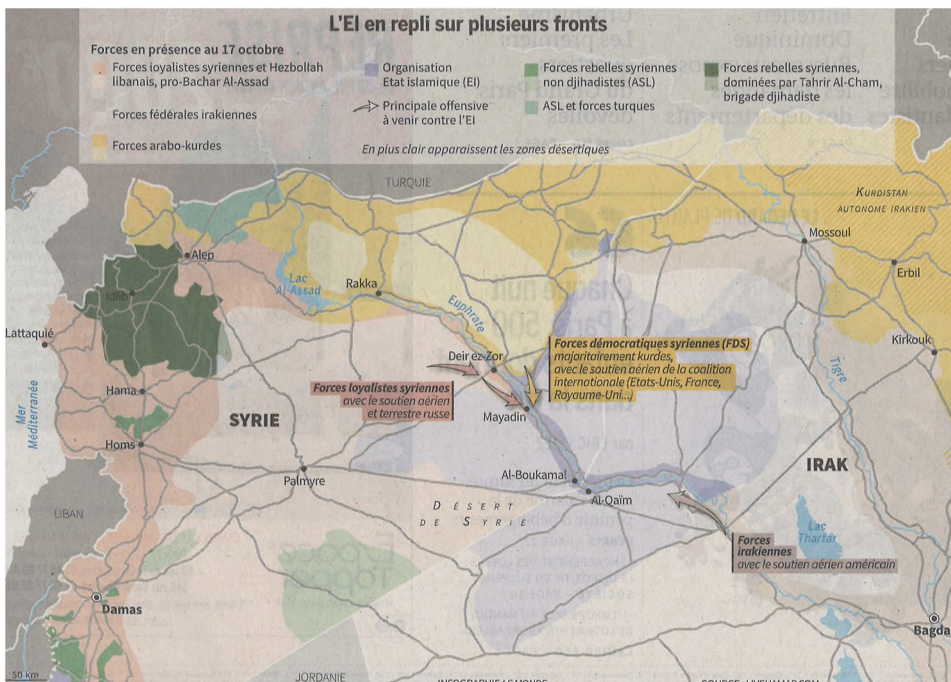 L'EI en repli sur plusieurs fronts
Forces en présence au 17 octobre
Forces loyalistes syriennes et Hezbollah
libanais, pro-Bachar Al-Assad
Forces fédérales irakiennes
Forces arabo-kurdes
Organisation
Etat islamique (EI)
Principale offensive
à venir contre l'EI
Forces rebelles syriennes
non djihadistes (ASL)
ASL et forces turques
Forces rebelles syriennes,
dominées par Tahrir Al-Cham,
brigade djihadiste
En plus clair apparaissent les zones désertiques
TURQUIE
KURDISTAN
AUTONOME IRAKIEN
Mossoul
Alep
Erbil
Lac
Al-Assad
Rakka
Idlib
Euphrate
Lattaquié
Kirkouk
Forces démocratiques syriennes (FDS)
majoritairement kurdes,
avec le soutien aérien de la coalition
internationale (Etats-Unis, France,
Royaume-Uni...)
Deir ez-Zor
Tigre
Forces loyalistes syriennes
avec le soutien aérien
et terrestre russe
Hama
Mer
Méditerranée
SYRIE
Mayadin
Homs
IRAK
Palmyre
Al-Boukamal
Al-Qaïm
DÉSERT
DE SYRIE
LIBAN
Lac
Thartar
Forces
irakiennes
avec le soutien aérien américain
Damas
Bagda
50 km
JORDANIE
INFOGRAPHIE LE MONDE
SOURCE : LIVEUAMAP.COM